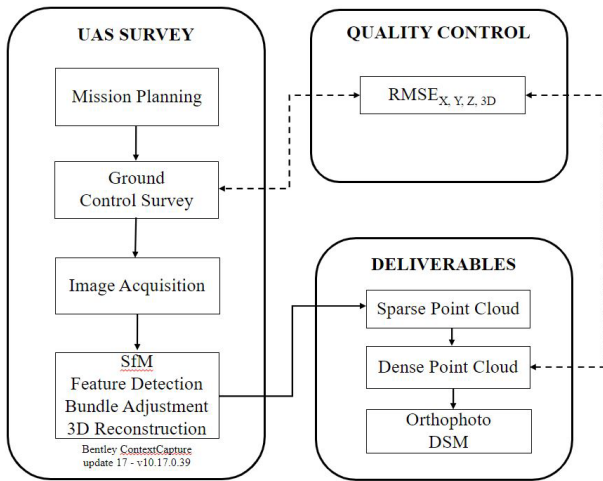 UAS SURVEY
Mission Planning
Ground
Control Survey
Image Acquisition
SfM
Feature Detection
Bundle Adjustment
3D Reconstruction
Bentley ContextCapture
update 17 - v10.17.0.39
QUALITY CONTROL
RMSEX, Y, Z, 3D
DELIVERABLES
Sparse Point Cloud
Dense Point Cloud
Orthophoto
DSM